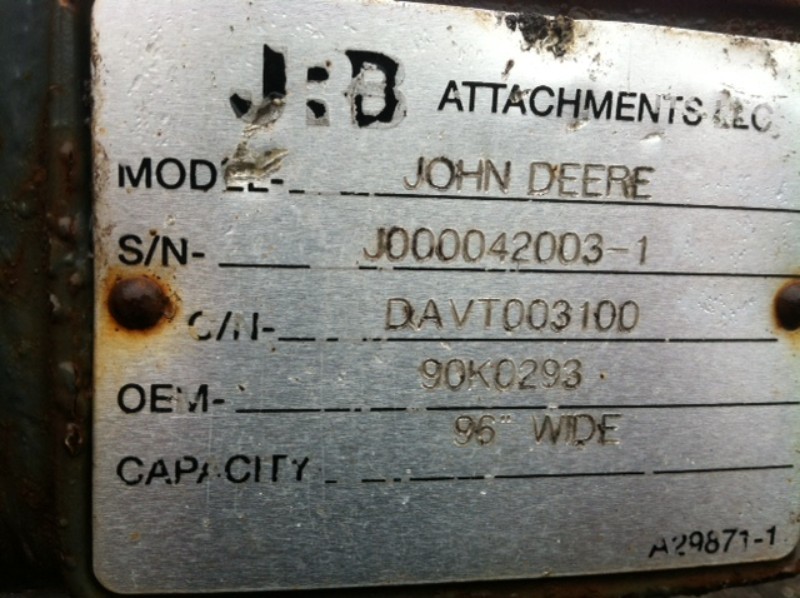 JRB ATTACHMENTS LLC
MODEL- JOHN DEERE
S/N- J000042003-1
C/N- DAVT003100
OEM- 90K0293
CAPACITY 96" WIDE
A29871-1